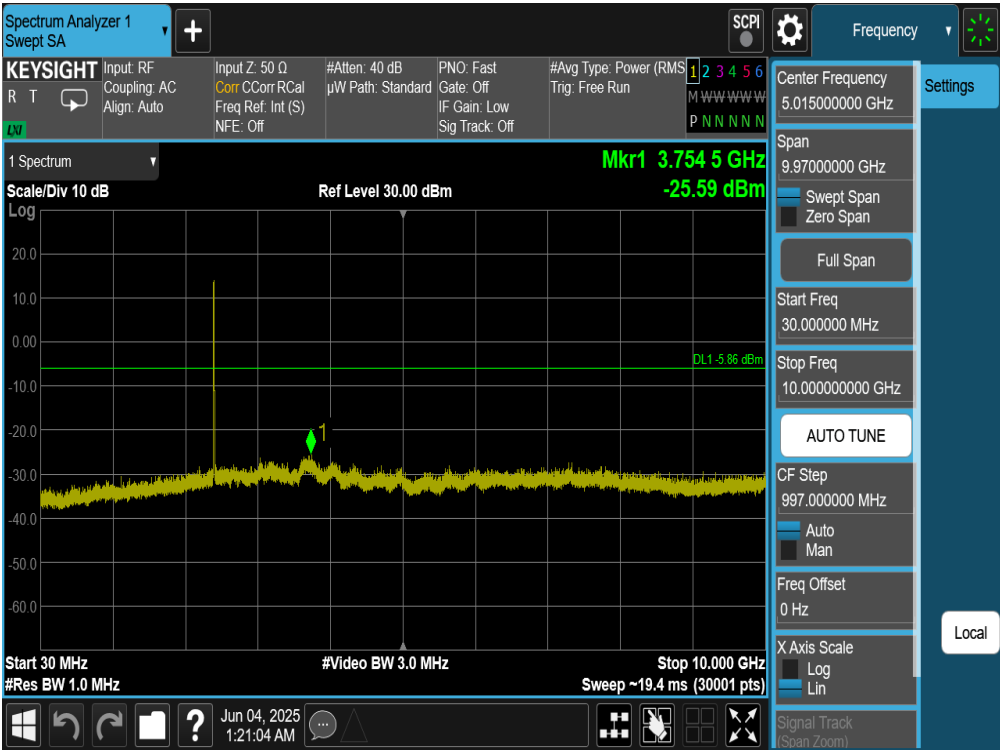 Spectrum Analyzer 1
Swept SA
+
SCPI
Frequency
KEYSIGHT
R T
LXI
Input: RF
Coupling: AC
Align: Auto
Input Z: 50 Ω
Corr CCorr RCal
Freq Ref: Int (S)
NFE: Off
#Atten: 40 dB
µW Path: Standard
PNO: Fast
Gate: Off
IF Gain: Low
Sig Track: Off
#Avg Type: Power (RMS
Trig: Free Run
1 2 3 4 5 6
M W W W W W
P N N N N N
1 Spectrum
Mkr1 3.754 5 GHz
-25.59 dBm
Scale/Div 10 dB
Ref Level 30.00 dBm
Log
20.0
10.0
0.00
DL1 -5.86 dBm
-10.0
-20.0
1
-30.0
-40.0
-50.0
-60.0
Start 30 MHz
#Video BW 3.0 MHz
Stop 10.000 GHz
#Res BW 1.0 MHz
Sweep ~19.4 ms (30001 pts)
Center Frequency
5.015000000 GHz
Span
9.97000000 GHz
Swept Span
Zero Span
Full Span
Start Freq
30.000000 MHz
Stop Freq
10.000000000 GHz
AUTO TUNE
CF Step
997.000000 MHz
Auto
Man
Freq Offset
0 Hz
X Axis Scale
Log
Lin
Signal Track
(Span Zoom)
Settings
Local
?
Jun 04, 2025
1:21:04 AM